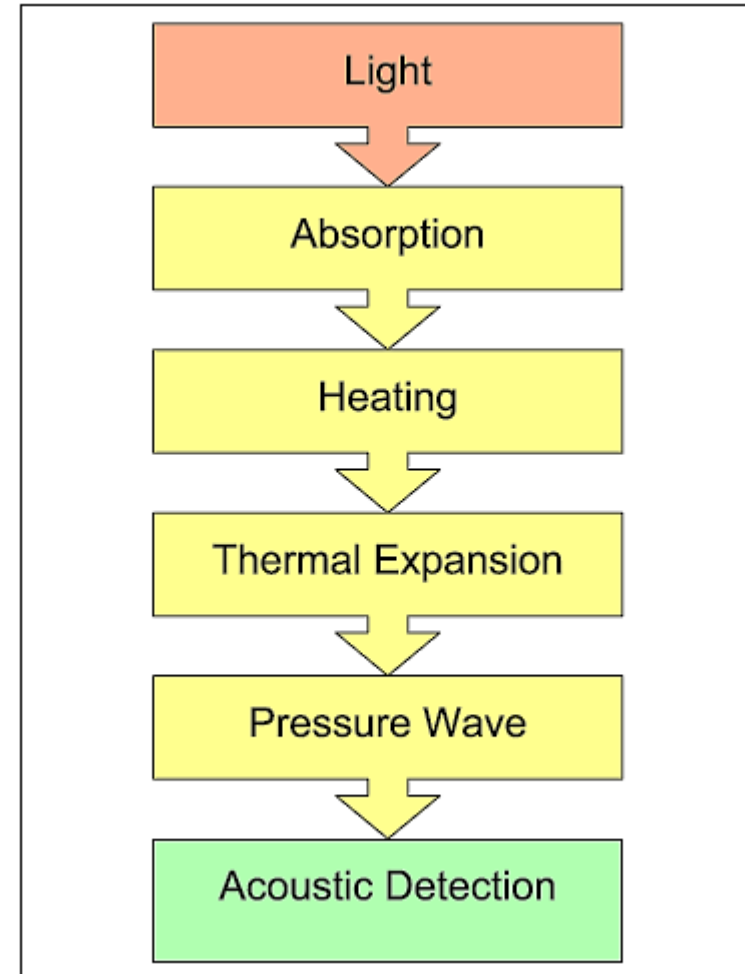 Light
Absorption
Heating
Thermal Expansion
Pressure Wave
Acoustic Detection